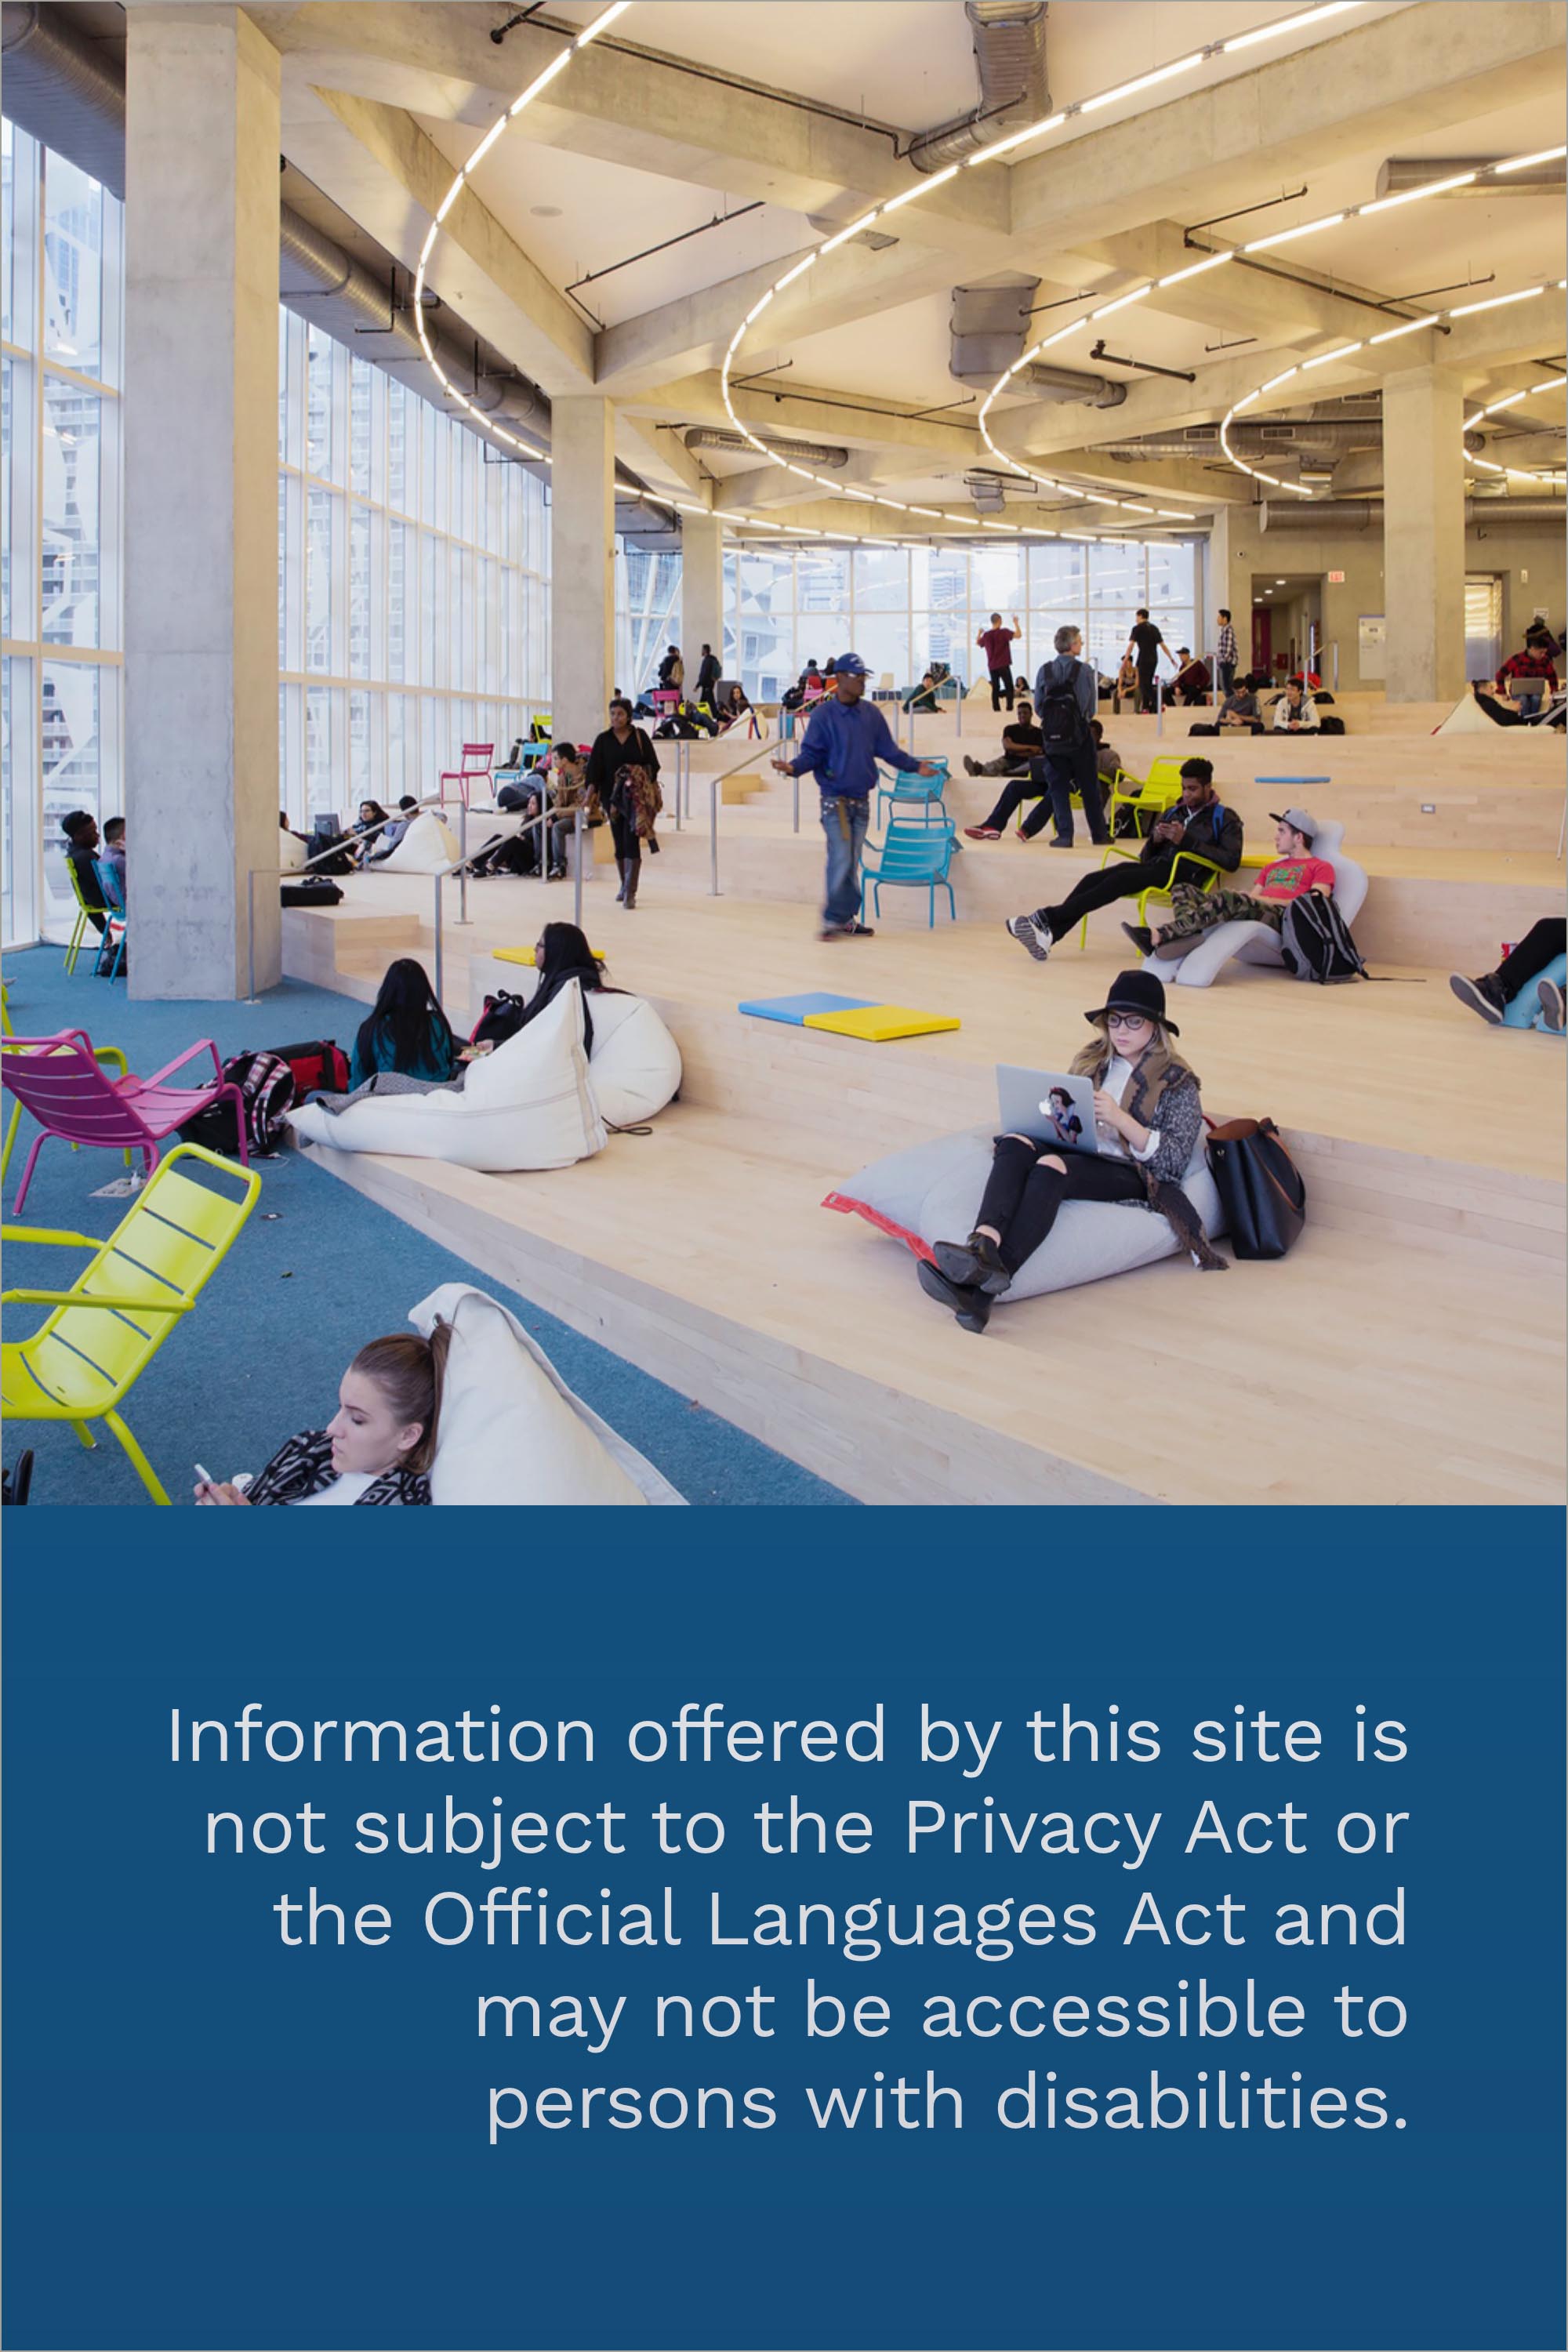 Information offered by this site is
not subject to the Privacy Act or
the Official Languages Act and
may not be accessible to
persons with disabilities.